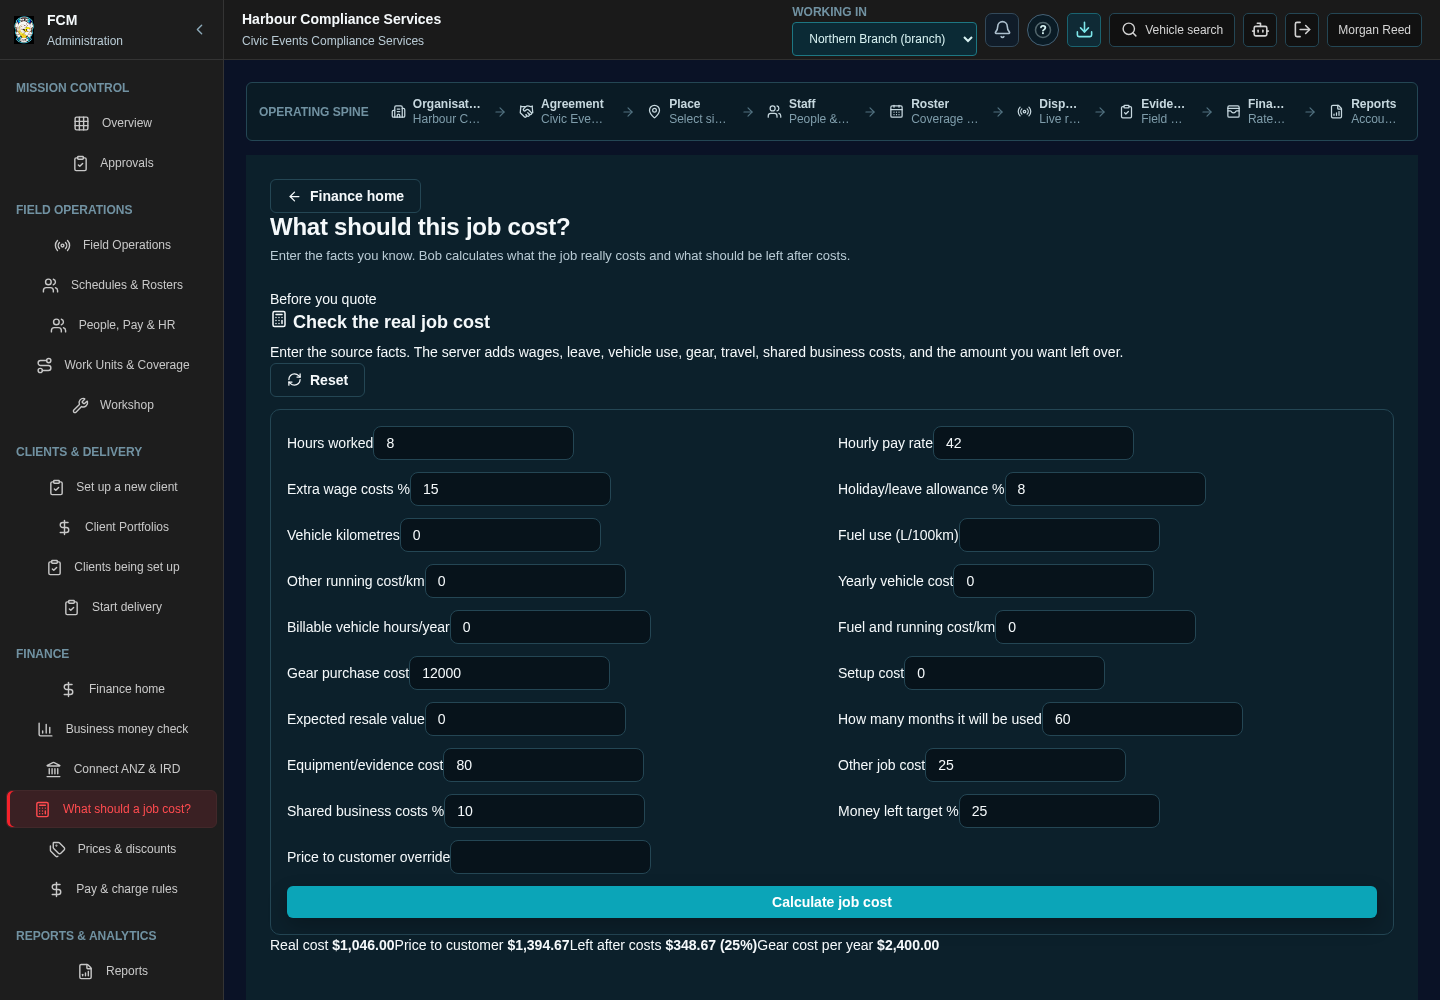 FCM
Administration
Harbour Compliance Services
Civic Events Compliance Services
WORKING IN
Northern Branch (branch)
Vehicle search
Morgan Reed
MISSION CONTROL
Overview
Approvals
FIELD OPERATIONS
Field Operations
Schedules & Rosters
People, Pay & HR
Work Units & Coverage
Workshop
CLIENTS & DELIVERY
Set up a new client
Client Portfolios
Clients being set up
Start delivery
FINANCE
Finance home
Business money check
Connect ANZ & IRD
What should a job cost?
Prices & discounts
Pay & charge rules
REPORTS & ANALYTICS
Reports
OPERATING SPINE
Organisat...
Harbour C...
Agreement
Civic Eve...
Place
Select si...
Staff
People &...
Roster
Coverage ...
Disp...
Live r...
Evide...
Field ...
Fina...
Rate...
Reports
Accou...
Finance home
What should this job cost?
Enter the facts you know. Bob calculates what the job really costs and what should be left after costs.
Before you quote
Check the real job cost
Enter the source facts. The server adds wages, leave, vehicle use, gear, travel, shared business costs, and the amount you want left over.
Reset
Hours worked 8
Hourly pay rate 42
Extra wage costs % 15
Holiday/leave allowance % 8
Vehicle kilometres 0
Fuel use (L/100km)
Other running cost/km 0
Yearly vehicle cost 0
Billable vehicle hours/year 0
Fuel and running cost/km 0
Gear purchase cost 12000
Setup cost 0
Expected resale value 0
How many months it will be used 60
Equipment/evidence cost 80
Other job cost 25
Shared business costs % 10
Money left target % 25
Price to customer override
Calculate job cost
Real cost $1,046.00Price to customer $1,394.67Left after costs $348.67 (25%)Gear cost per year $2,400.00